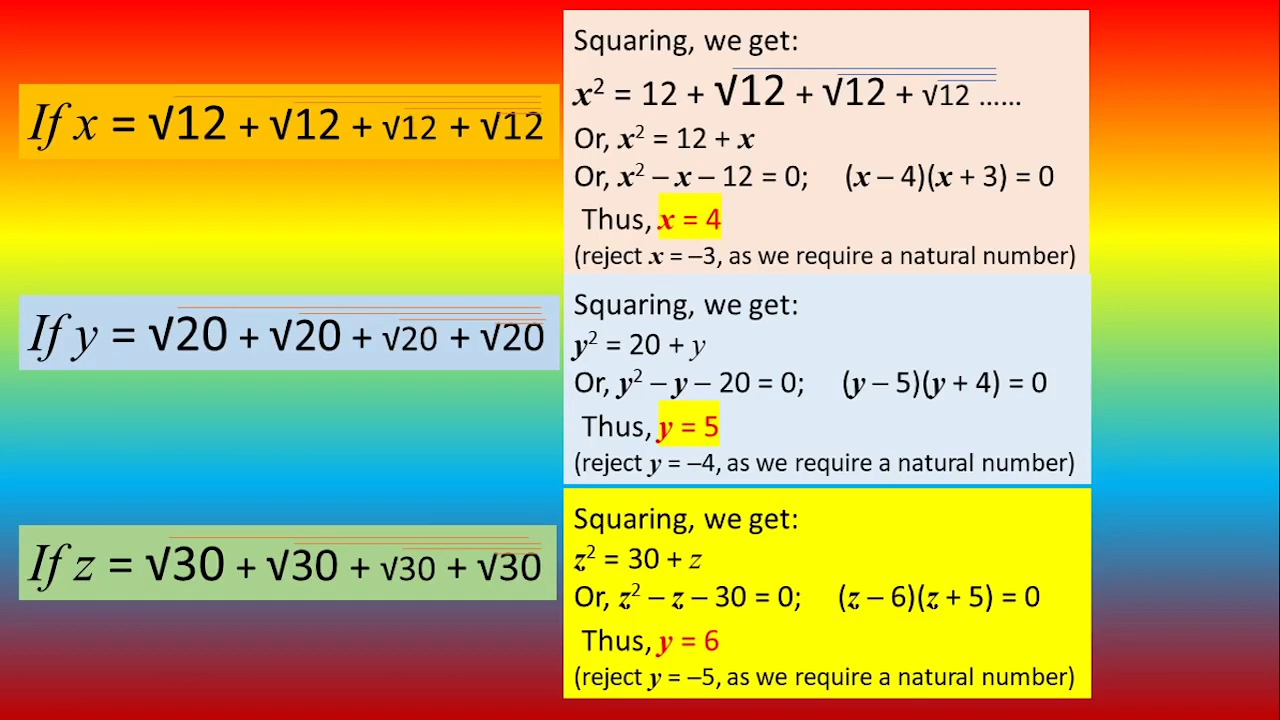 If x = √12 + √12 + √12 + √12
Squaring, we get:
x² = 12 + √12 + √12 + √12 ......
Or, x² = 12 + x
Or, x² – x – 12 = 0; (x – 4)(x + 3) = 0
Thus, x = 4
(reject x = –3, as we require a natural number)
If y = √20 + √20 + √20 + √20
Squaring, we get:
y² = 20 + y
Or, y² – y – 20 = 0; (y – 5)(y + 4) = 0
Thus, y = 5
(reject y = –4, as we require a natural number)
If z = √30 + √30 + √30 + √30
Squaring, we get:
z² = 30 + z
Or, z² – z – 30 = 0; (z – 6)(z + 5) = 0
Thus, y = 6
(reject y = –5, as we require a natural number)